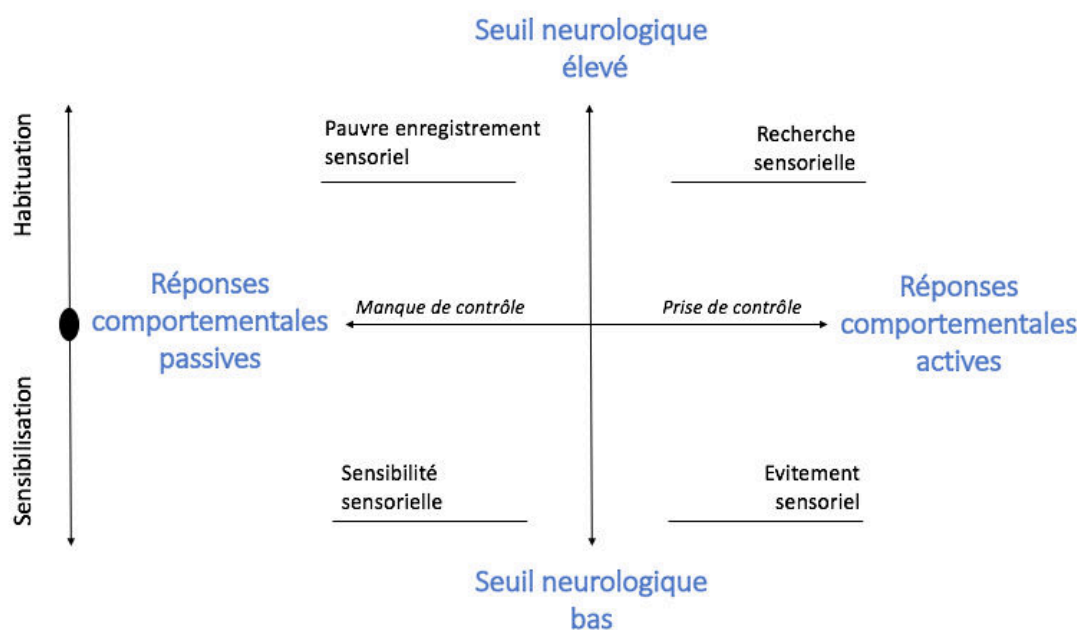 Seuil neurologique
élevé
Habituation
Pauvre enregistrement
sensoriel
Recherche
sensorielle
Réponses
comportementales
passives
Manque de contrôle
Prise de contrôle
Réponses
comportementales
actives
Sensibilisation
Sensibilité
sensorielle
Evitement
sensoriel
Seuil neurologique
bas